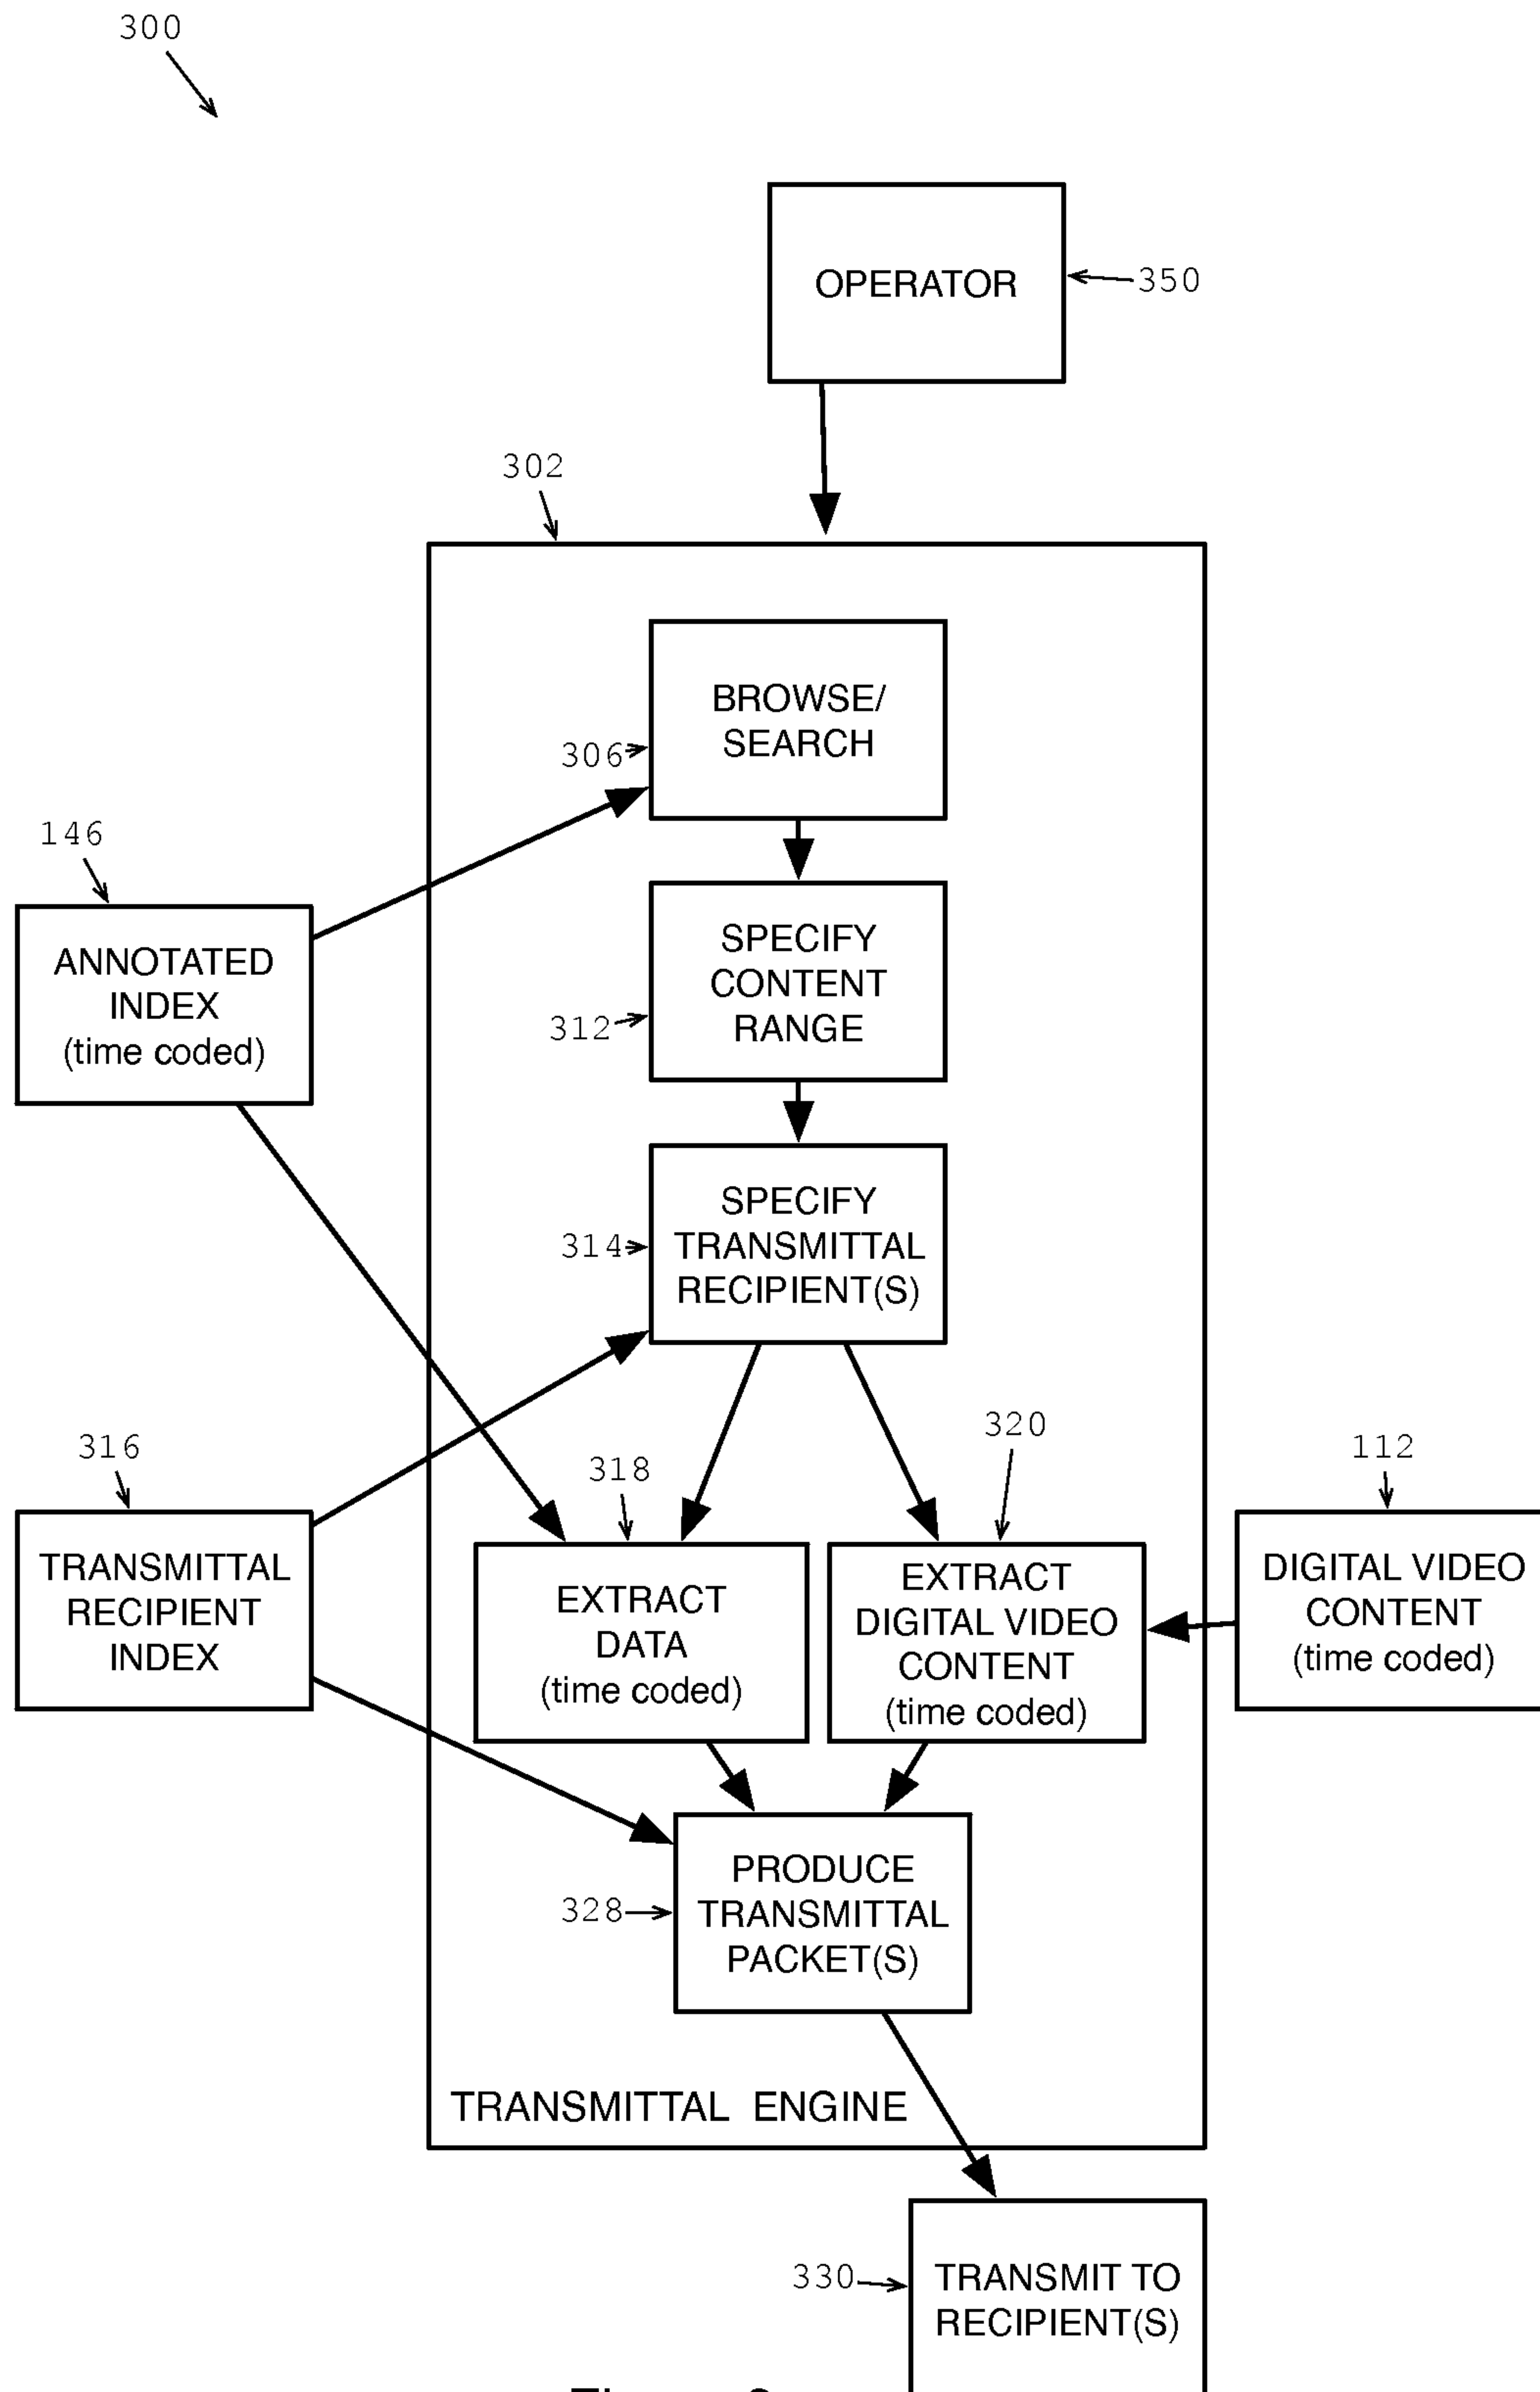 300
OPERATOR
350
302
BROWSE/
SEARCH
306
146
ANNOTATED
INDEX
(time coded)
SPECIFY
CONTENT
RANGE
312
SPECIFY
TRANSMITTAL
RECIPIENT(S)
314
316
TRANSMITTAL
RECIPIENT
INDEX
318
320
112
EXTRACT
DATA
(time coded)
EXTRACT
DIGITAL VIDEO
CONTENT
(time coded)
DIGITAL VIDEO
CONTENT
(time coded)
PRODUCE
TRANSMITTAL
PACKET(S)
328
TRANSMITTAL ENGINE
330
TRANSMIT TO
RECIPIENT(S)